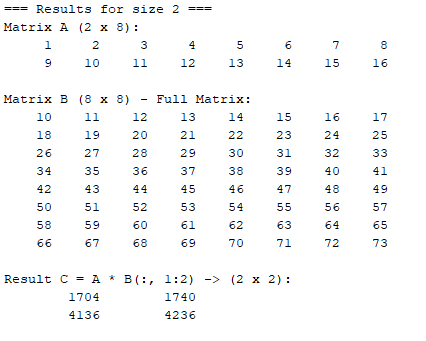 === Results for size 2 ===
Matrix A (2 x 8):
1 2 3 4 5 6 7 8
9 10 11 12 13 14 15 16
Matrix B (8 x 8) - Full Matrix:
10 11 12 13 14 15 16 17
18 19 20 21 22 23 24 25
26 27 28 29 30 31 32 33
34 35 36 37 38 39 40 41
42 43 44 45 46 47 48 49
50 51 52 53 54 55 56 57
58 59 60 61 62 63 64 65
66 67 68 69 70 71 72 73
Result C = A * B(:, 1:2) -> (2 x 2):
1704 1740
4136 4236